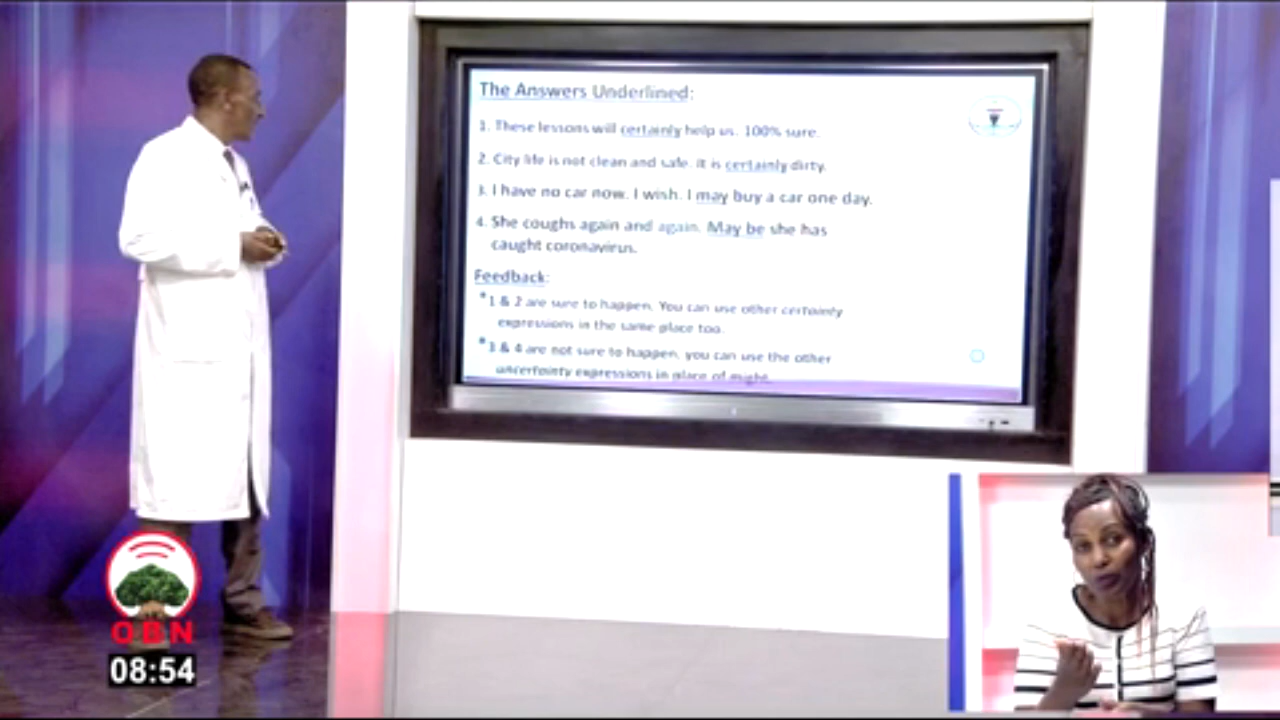 The Answers Underlined:
1. These lessons will certainly help us. 100% sure.
2. City life is not clean and safe. It is certainly dirty.
3. I have no car now. I wish. I may buy a car one day.
4. She coughs again and again. May be she has
caught coronavirus.
Feedback:
*1 & 2 are sure to happen. You can use other certainty
expressions in the same place too.
*3 & 4 are not sure to happen, you can use the other
uncertainty expressions in place of might.
OBN
08:54